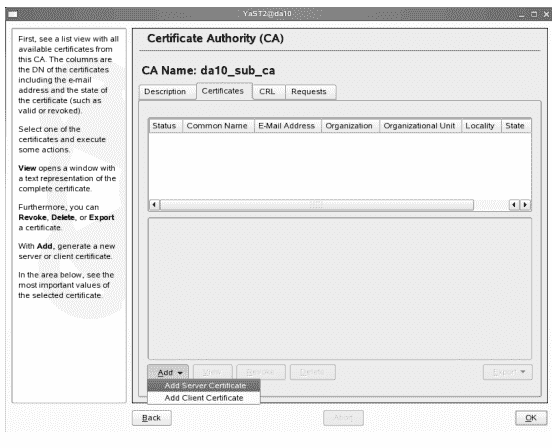 YaST2@da10
First, see a list view with all
available certificates from
this CA. The columns are
the DN of the certificates
including the e-mail
address and the state of
the certificate (such as
valid or revoked).
Select one of the
certificates and execute
some actions.
View opens a window with
a text representation of the
complete certificate.
Furthermore, you can
Revoke, Delete, or Export
a certificate.
With Add, generate a new
server or client certificate.
In the area below, see the
most important values of
the selected certificate.
Certificate Authority (CA)
CA Name: da10_sub_ca
Description Certificates CRL Requests
Status Common Name E-Mail Address Organization Organizational Unit Locality State
Add View Revoke Delete Export
Add Server Certificate
Add Client Certificate
Back Abort OK